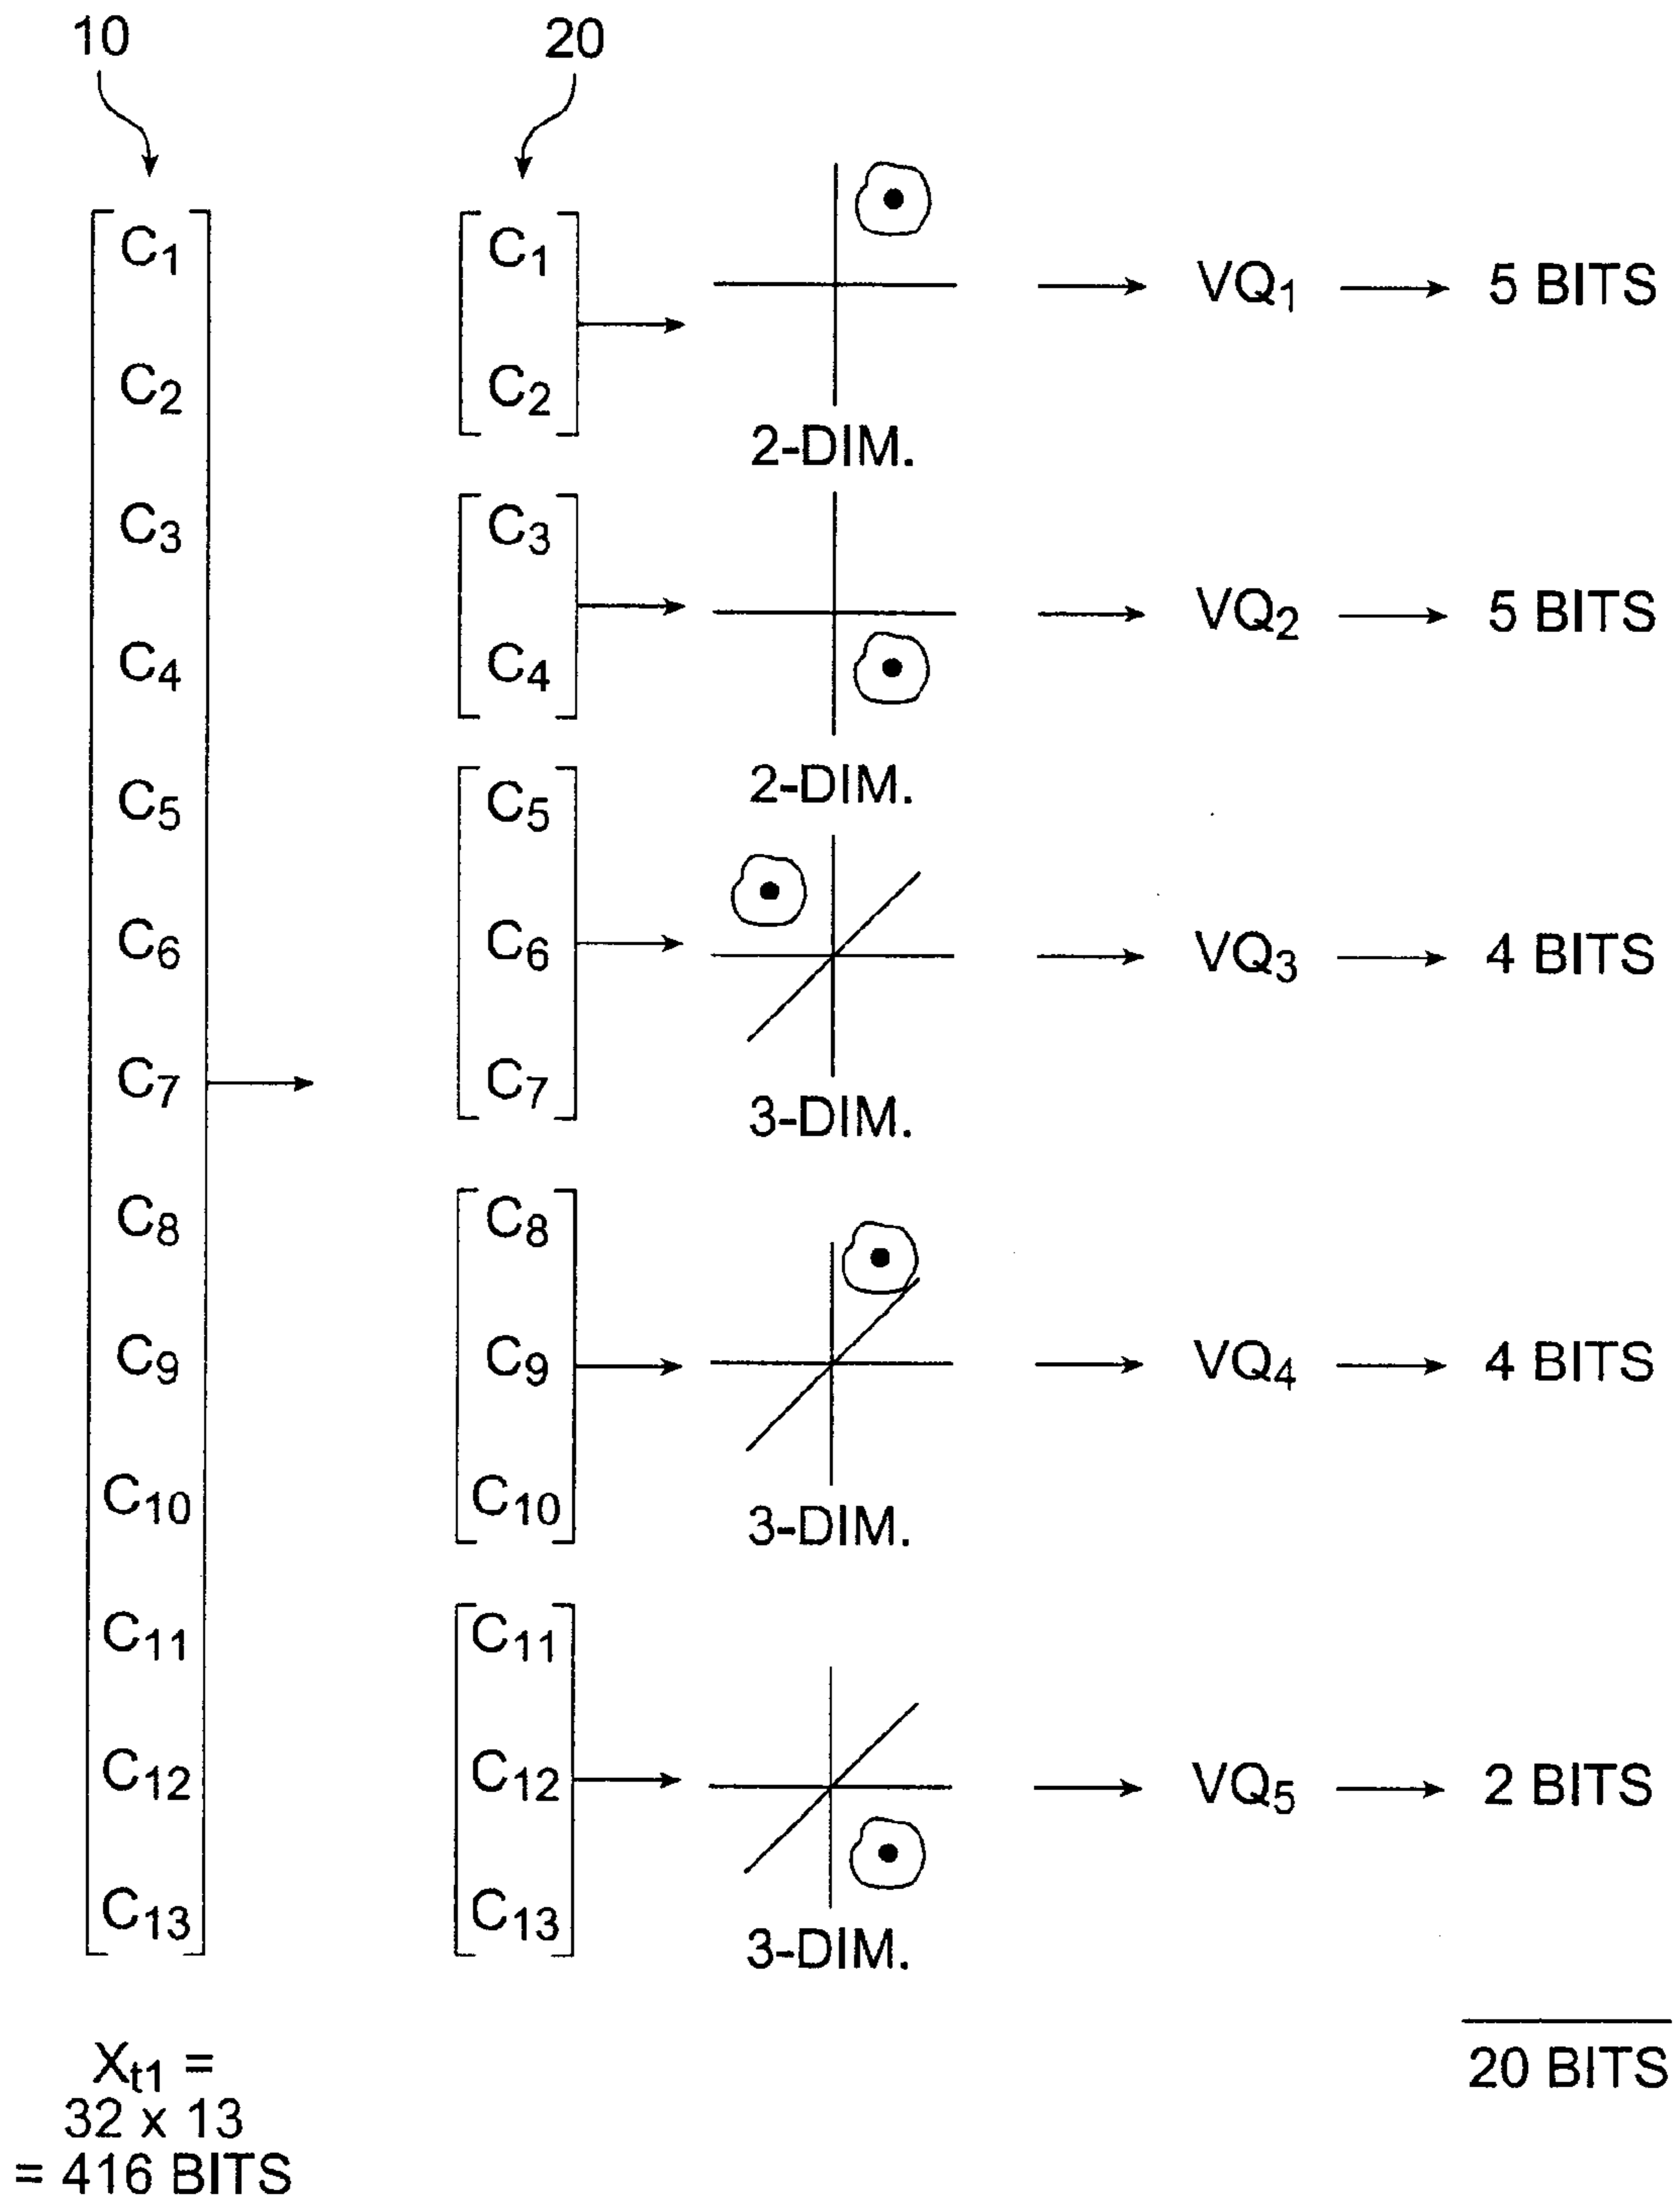 10
20
C1
C2
C3
C4
C5
C6
C7
C8
C9
C10
C11
C12
C13
Xt1 =
32 x 13
= 416 BITS
C1
C2
2-DIM.
VQ1
5 BITS
C3
C4
2-DIM.
VQ2
5 BITS
C5
C6
C7
3-DIM.
VQ3
4 BITS
C8
C9
C10
3-DIM.
VQ4
4 BITS
C11
C12
C13
3-DIM.
VQ5
2 BITS
20 BITS